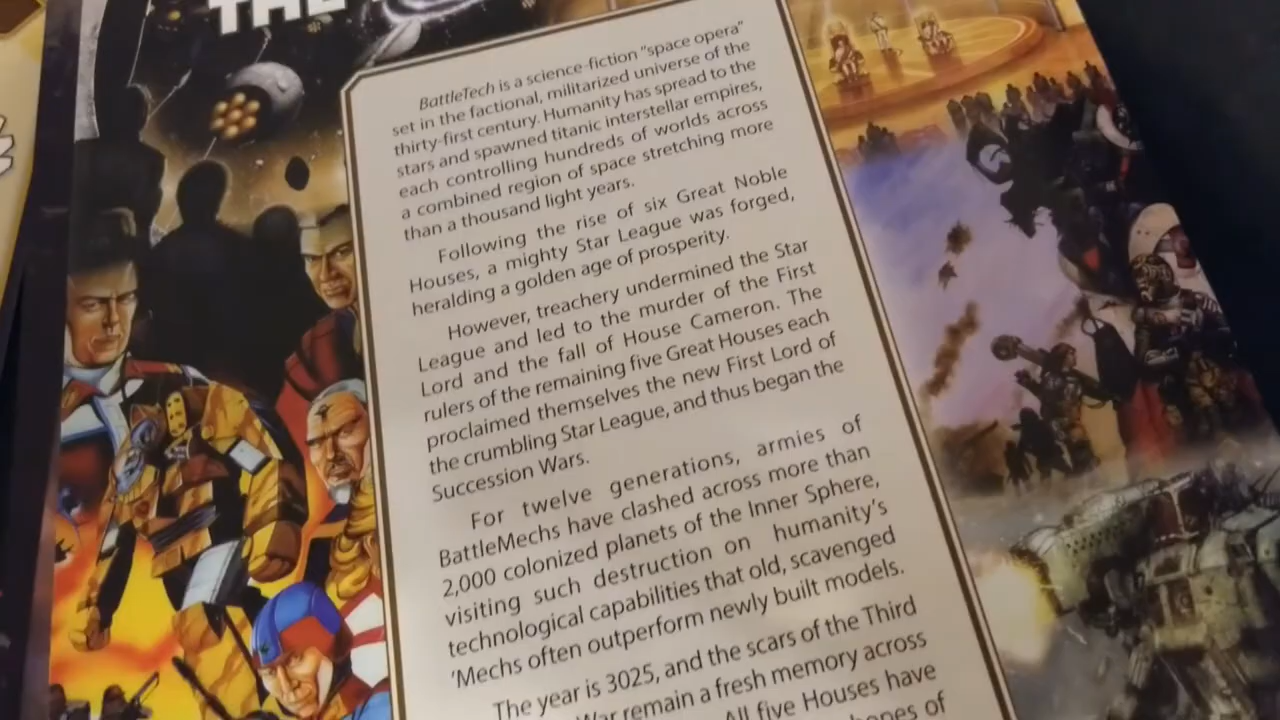 THE
BattleTech is a science-fiction "space opera"
set in the factional, militarized universe of the
thirty-first century. Humanity has spread to the
stars and spawned titanic interstellar empires,
each controlling hundreds of worlds across
a combined region of space stretching more
than a thousand light years.
Following the rise of six Great Noble
Houses, a mighty Star League was forged,
heralding a golden age of prosperity.
However, treachery undermined the Star
League and led to the murder of the First
Lord and the fall of House Cameron. The
rulers of the remaining five Great Houses each
proclaimed themselves the new First Lord of
the crumbling Star League, and thus began the
Succession Wars.
For twelve generations, armies of
BattleMechs have clashed across more than
2,000 colonized planets of the Inner Sphere,
visiting such destruction on humanity's
technological capabilities that old, scavenged
'Mechs often outperform newly built models.
The year is 3025, and the scars of the Third
War remain a fresh memory across
All five Houses have
of